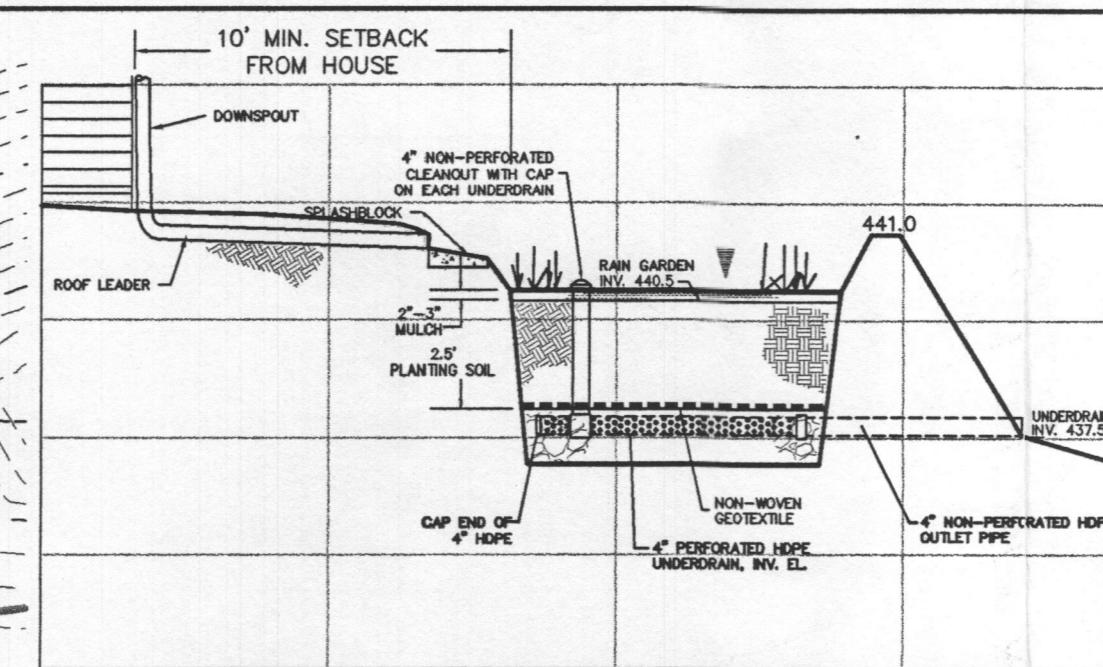 10' MIN. SETBACK
FROM HOUSE
DOWNSPOUT
4" NON-PERFORATED
CLEANOUT WITH CAP
ON EACH UNDERDRAIN
SPLASHBLOCK
441.0
ROOF LEADER
RAIN GARDEN
INV. 440.5
2"-3"
MULCH
2.5'
PLANTING SOIL
UNDERDRAIN
INV. 437.5
CAP END OF
4" HDPE
NON-WOVEN
GEOTEXTILE
4" PERFORATED HDPE
UNDERDRAIN, INV. EL.
4" NON-PERFORATED HDP
OUTLET PIPE